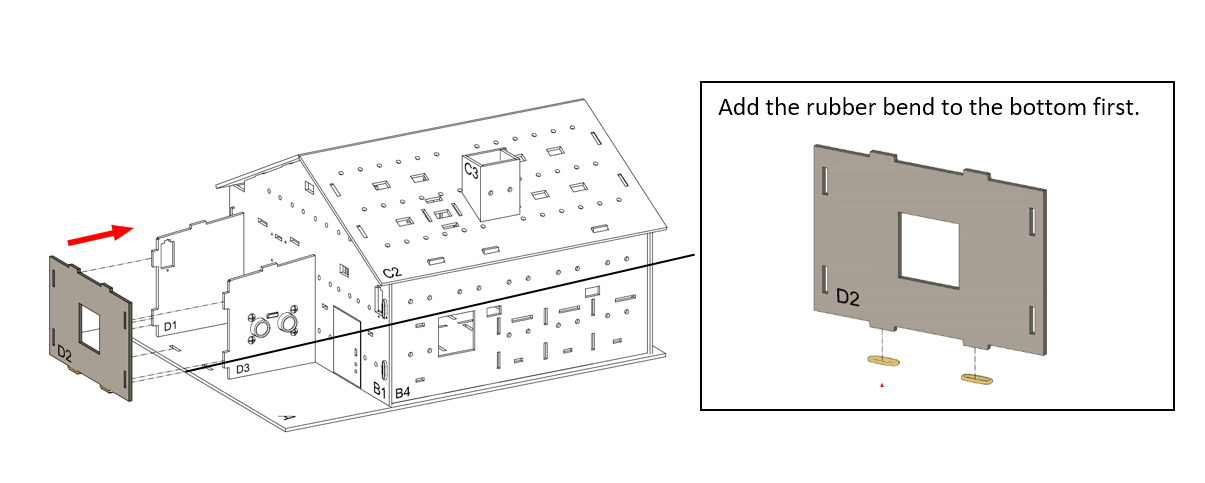 Add the rubber bend to the bottom first.
C3
C2
D1
D2
D3
B1
B4
A
D2